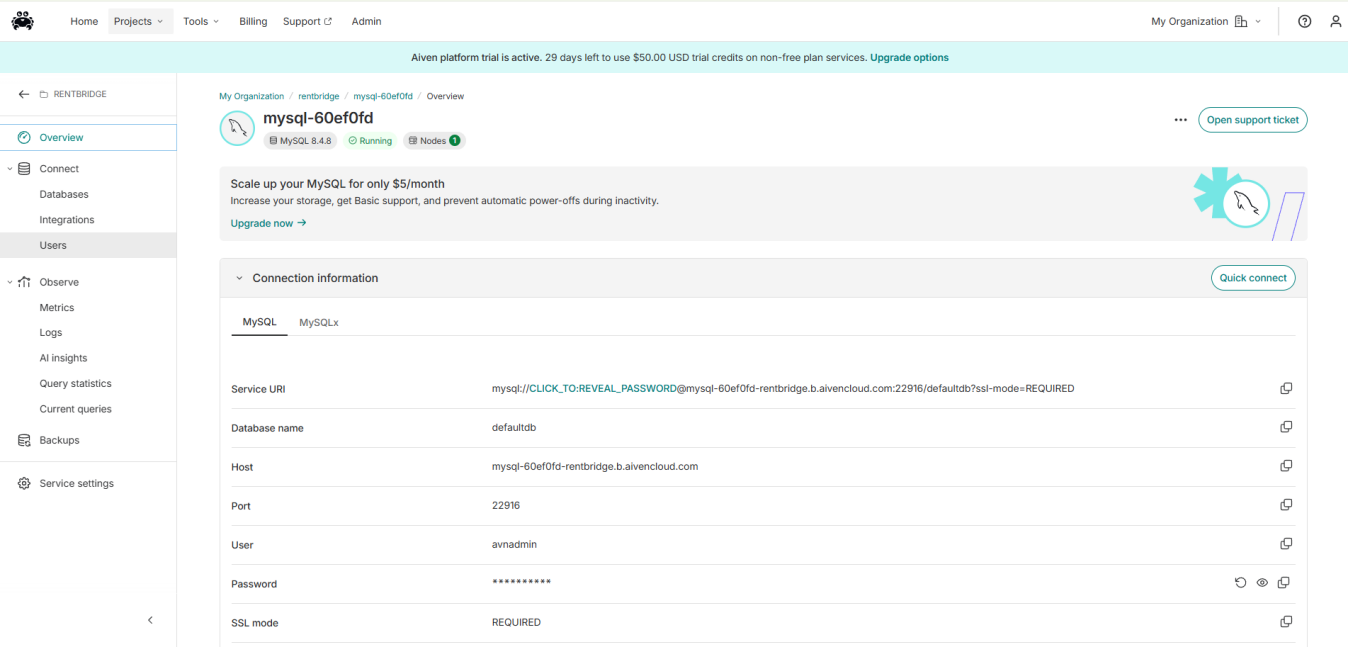 Home Projects Tools Billing Support Admin My Organization
Aiven platform trial is active. 29 days left to use $50.00 USD trial credits on non-free plan services. Upgrade options
RENTBRIDGE
Overview
Connect
Databases
Integrations
Users
Observe
Metrics
Logs
AI insights
Query statistics
Current queries
Backups
Service settings
My Organization / rentbridge / mysql-60ef0fd / Overview
mysql-60ef0fd
MySQL 8.4.8 Running Nodes 1
Open support ticket
Scale up your MySQL for only $5/month
Increase your storage, get Basic support, and prevent automatic power-offs during inactivity.
Upgrade now →
Connection information
Quick connect
MySQL MySQLx
Service URI mysql://CLICK_TO:REVEAL_PASSWORD@mysql-60ef0fd-rentbridge.b.aivencloud.com:22916/defaultdb?ssl-mode=REQUIRED
Database name defaultdb
Host mysql-60ef0fd-rentbridge.b.aivencloud.com
Port 22916
User avnadmin
Password **********
SSL mode REQUIRED